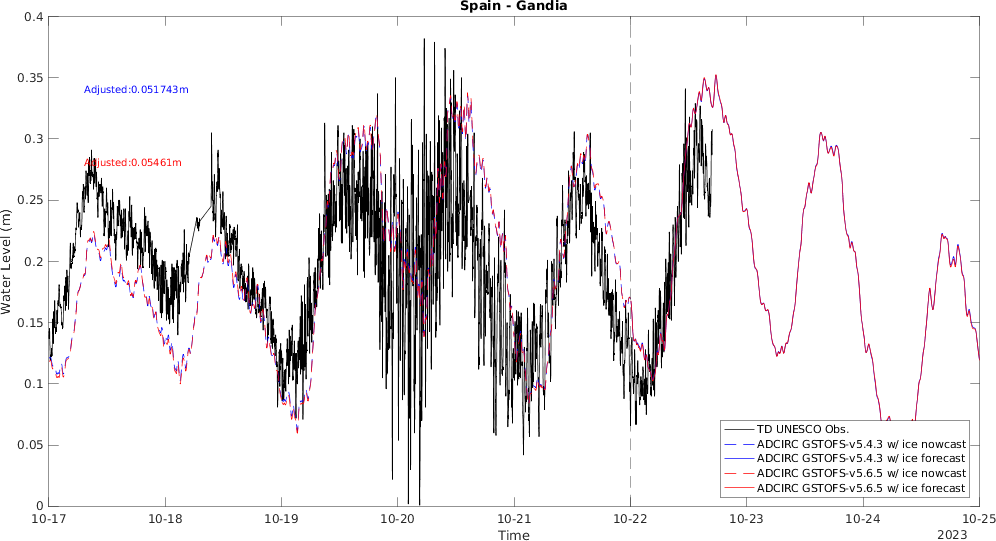 Spain - Gandia
0.4
0.35
0.3
0.25
0.2
0.15
0.1
0.05
0
Water Level (m)
Adjusted:0.051743m
Adjusted:0.05461m
TD UNESCO Obs.
ADCIRC GSTOFS-v5.4.3 w/ ice nowcast
ADCIRC GSTOFS-v5.4.3 w/ ice forecast
ADCIRC GSTOFS-v5.6.5 w/ ice nowcast
ADCIRC GSTOFS-v5.6.5 w/ ice forecast
10-17 10-18 10-19 10-20 10-21 10-22 10-23 10-24 10-25
Time
2023